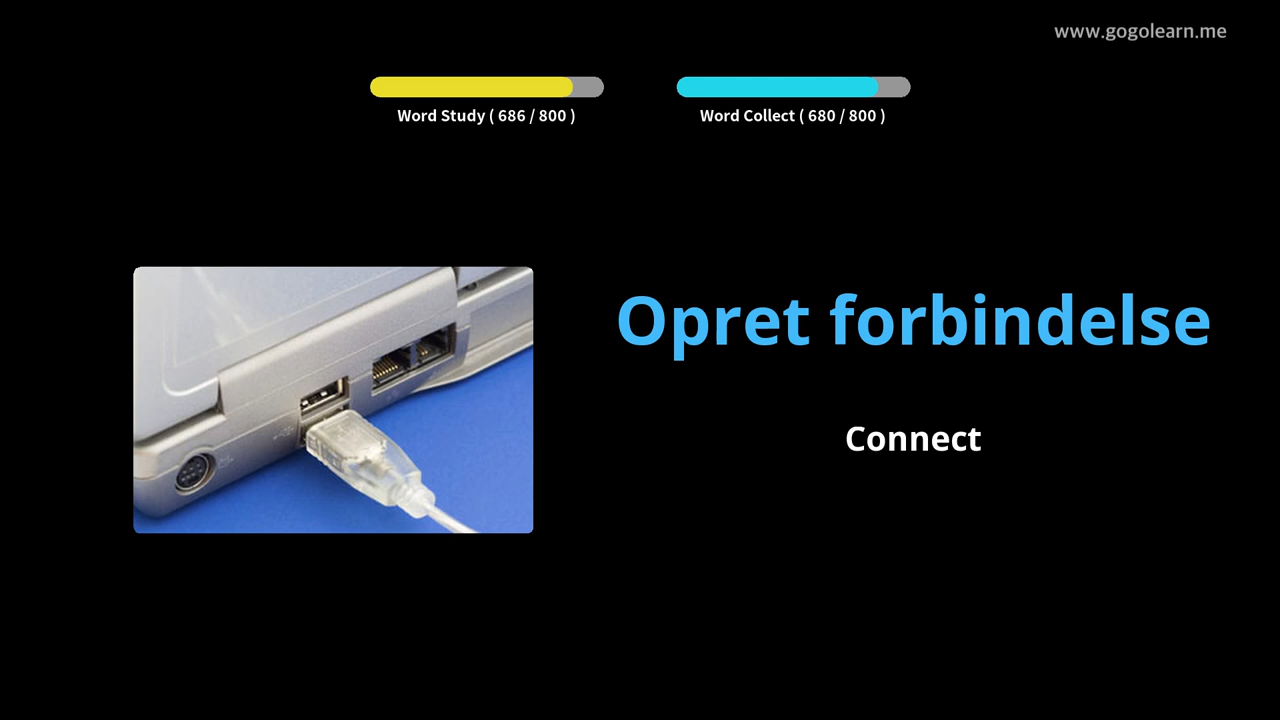 www.gogolearn.me
Word Study ( 686 / 800 )
Word Collect ( 680 / 800 )
Opret forbindelse
Connect